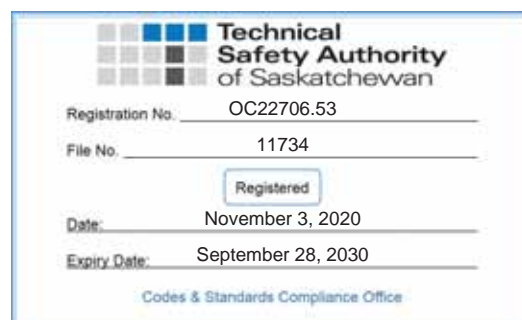 Technical
Safety Authority
of Saskatchewan
Registration No. OC22706.53
File No. 11734
Registered
Date: November 3, 2020
Expiry Date: September 28, 2030
Codes & Standards Compliance Office